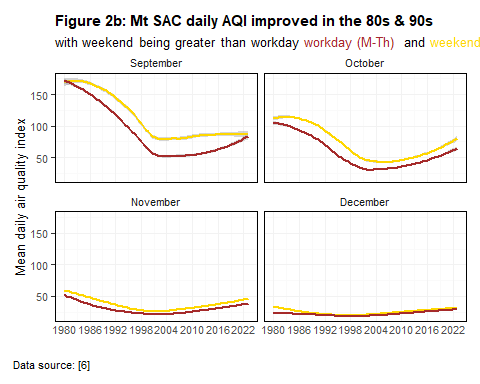 Figure 2b: Mt SAC daily AQI improved in the 80s & 90s
with weekend being greater than workday workday (M-Th) and weekend
September October
150
100
50
Mean daily air quality index
November December
150
100
50
1980 1986 1992 1998 2004 2010 2016 2022 1980 1986 1992 1998 2004 2010 2016 2022
Data source: [6]